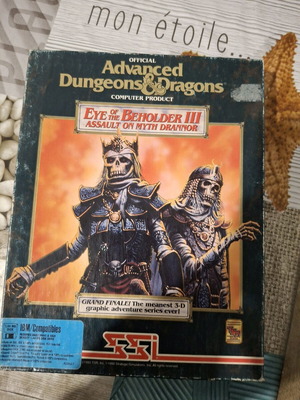 mon étoile...
OFFICIAL
Advanced
Dungeons & Dragons
COMPUTER PRODUCT
EYE OF THE BEHOLDER III
ASSAULT ON MYTH DRANNOR
GRAND FINALE! The meanest 3-D
graphic adventure series ever!
IBM/Compatibles
SSI